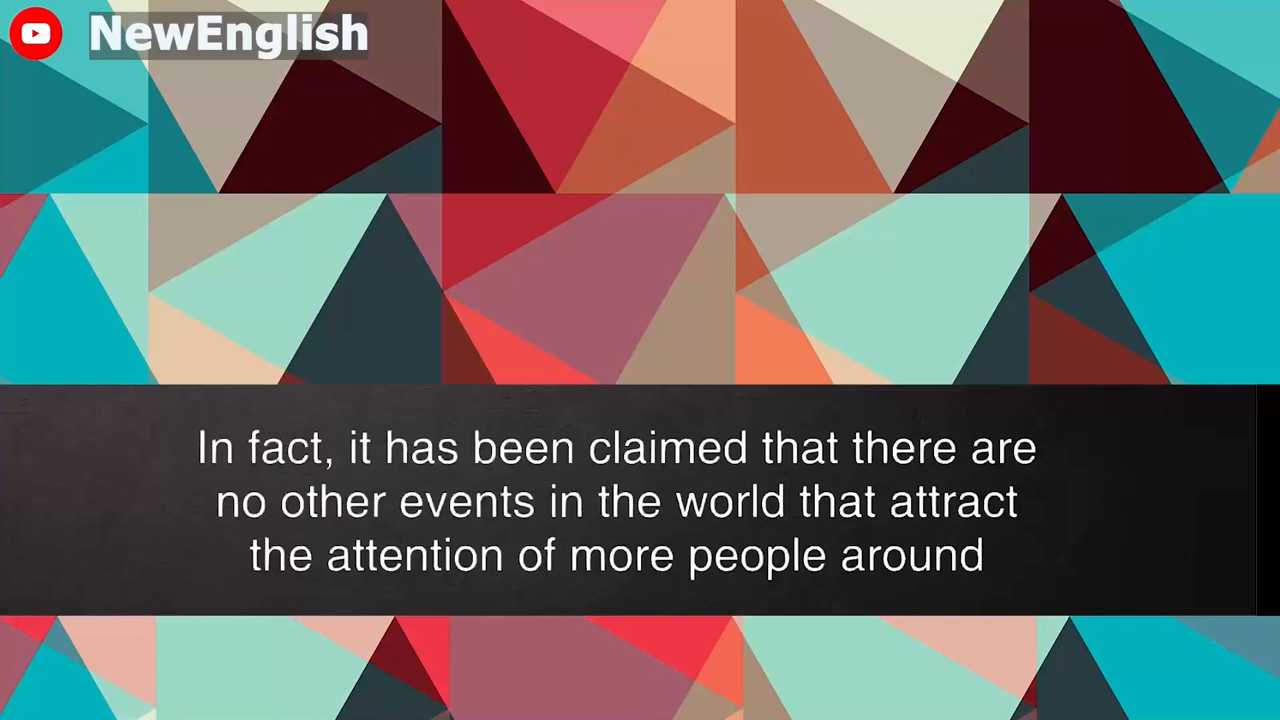 NewEnglish
In fact, it has been claimed that there are
no other events in the world that attract
the attention of more people around